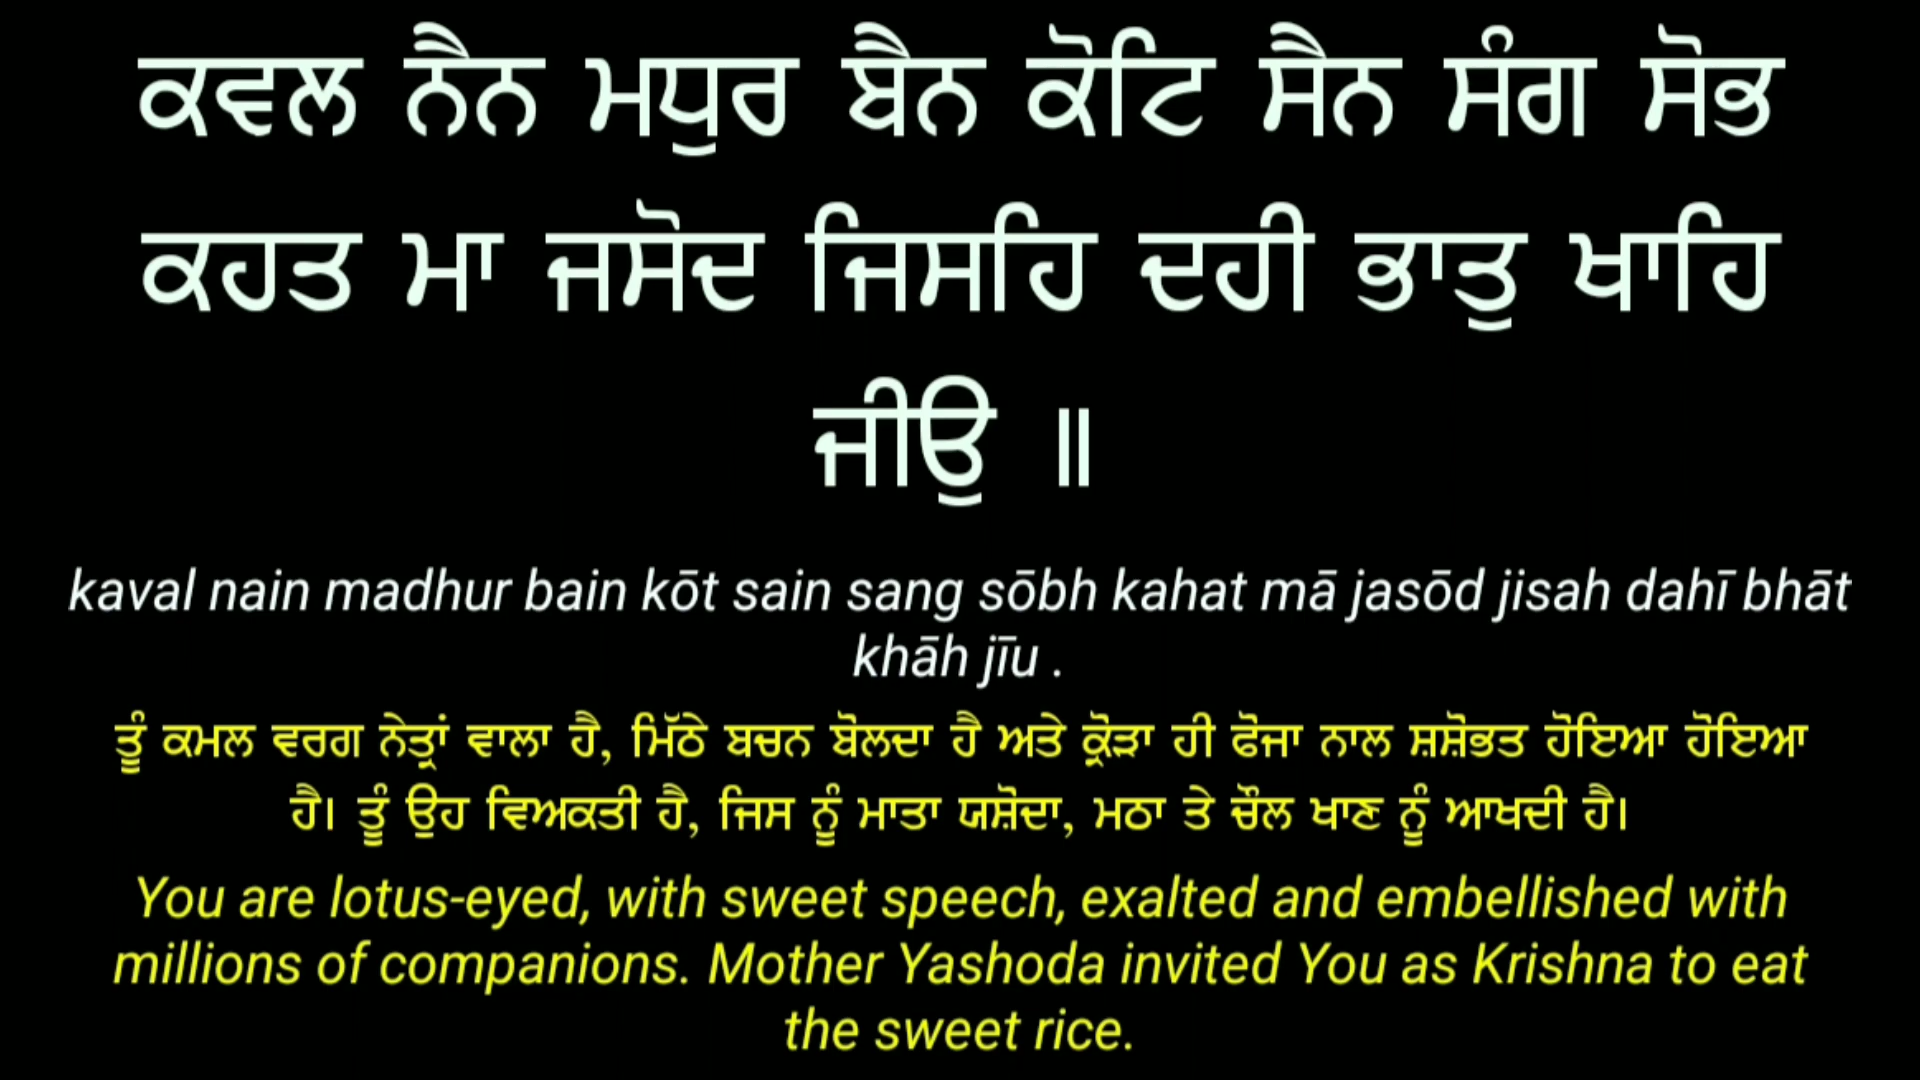 ਕਵਲ ਨੈਨ ਮਧੁਰ ਬੈਨ ਕੋਟਿ ਸੈਨ ਸੰਗ ਸੋਭ
ਕਹਤ ਮਾ ਜਸੋਦ ਜਿਸਹਿ ਦਹੀ ਭਾਤੁ ਖਾਹਿ
ਜੀਉ ॥
kaval nain madhur bain kōt sain sang sōbh kahat mā jasōd jisah dahī bhāt
khāh jīu .
ਤੂੰ ਕਮਲ ਵਰਗ ਨੇਤ੍ਰਾਂ ਵਾਲਾ ਹੈ, ਮਿੱਠੇ ਬਚਨ ਬੋਲਦਾ ਹੈ ਅਤੇ ਕ੍ਰੋੜਾ ਹੀ ਫੋਜਾ ਨਾਲ ਸ਼ਸ਼ੋਭਤ ਹੋਇਆ ਹੋਇਆ
ਹੈ। ਤੂੰ ਉਹ ਵਿਅਕਤੀ ਹੈ, ਜਿਸ ਨੂੰ ਮਾਤਾ ਯਸ਼ੋਦਾ, ਮਠਾ ਤੇ ਚੌਲ ਖਾਣ ਨੂੰ ਆਖਦੀ ਹੈ।
You are lotus-eyed, with sweet speech, exalted and embellished with
millions of companions. Mother Yashoda invited You as Krishna to eat
the sweet rice.